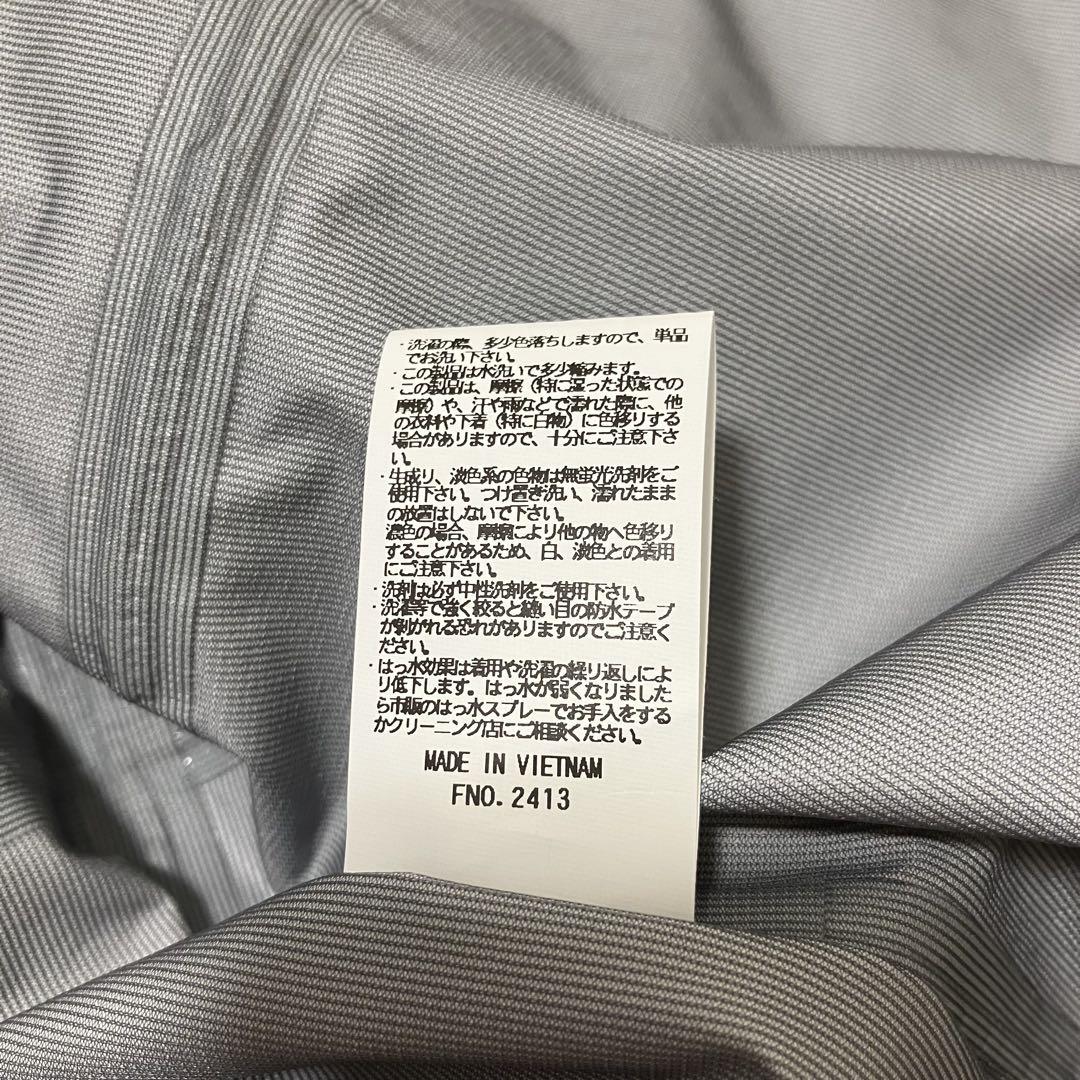 ・洗濯の際、多少色落ちしますので、単品
でお洗い下さい。
・この製品は水洗いで多少縮みます。
・この製品は、摩擦（特に湿った状態での
摩擦）や、汗や雨などで濡れた際に、他
の衣料や下着（特に白物）に色移りする
場合がありますので、十分にご注意下さ
い。
・生成り、淡色系の色物は無蛍光洗剤をご
使用下さい。つけ置き洗い、濡れたまま
の放置はしないで下さい。
濃色の場合、摩擦により他の物へ色移り
することがあるため、白、淡色との着用
にご注意下さい。
・洗剤は必ず中性洗剤をご使用下さい。
・洗濯等で強く絞ると縫い目の防水テープ
が剥がれる恐れがありますのでご注意く
ださい。
・はっ水効果は着用や洗濯の繰り返しによ
り低下します。はっ水が弱くなりました
ら市販のはっ水スプレーでお手入をする
かクリーニング店にご相談ください。
MADE IN VIETNAM
FNO.2413